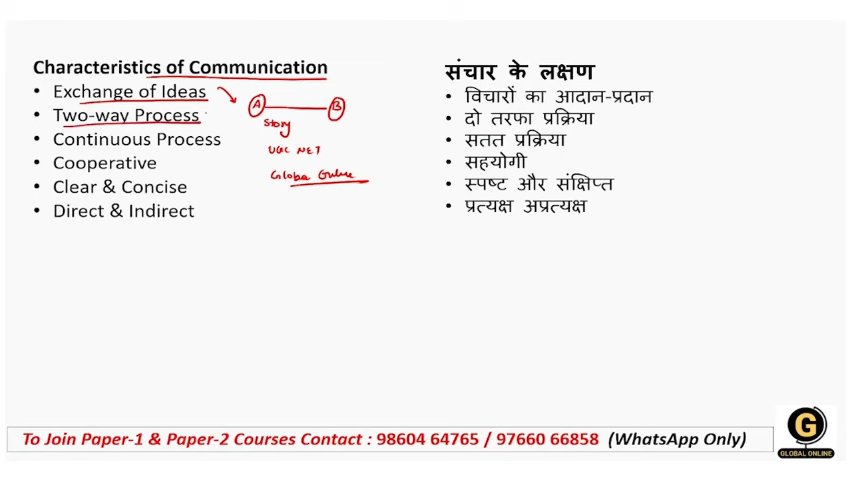 Characteristics of Communication
• Exchange of Ideas
• Two-way Process
• Continuous Process
• Cooperative
• Clear & Concise
• Direct & Indirect
A B
Story
UGC NET
Global Online
संचार के लक्षण
• विचारों का आदान-प्रदान
• दो तरफा प्रक्रिया
• सतत प्रक्रिया
• सहयोगी
• स्पष्ट और संक्षिप्त
• प्रत्यक्ष अप्रत्यक्ष
To Join Paper-1 & Paper-2 Courses Contact : 98604 64765 / 97660 66858 (WhatsApp Only)
G
GLOBAL ONLINE